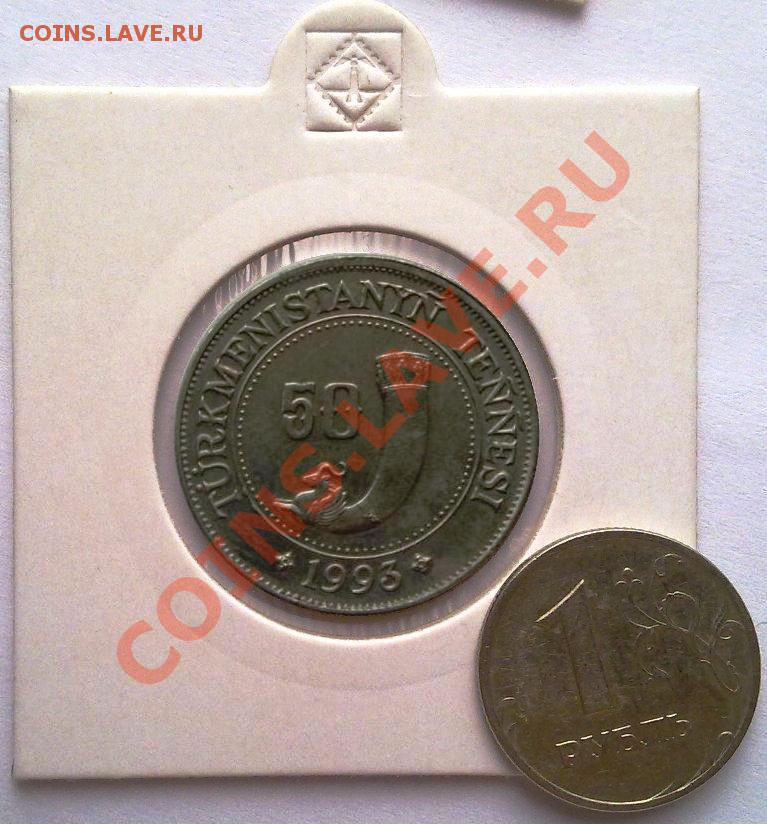 COINS.LAVE.RU
COINS.LAVE.RU
TÜRKMENISTANYŇ TEŇŇESI
50
1993
1
РУБЛЬ